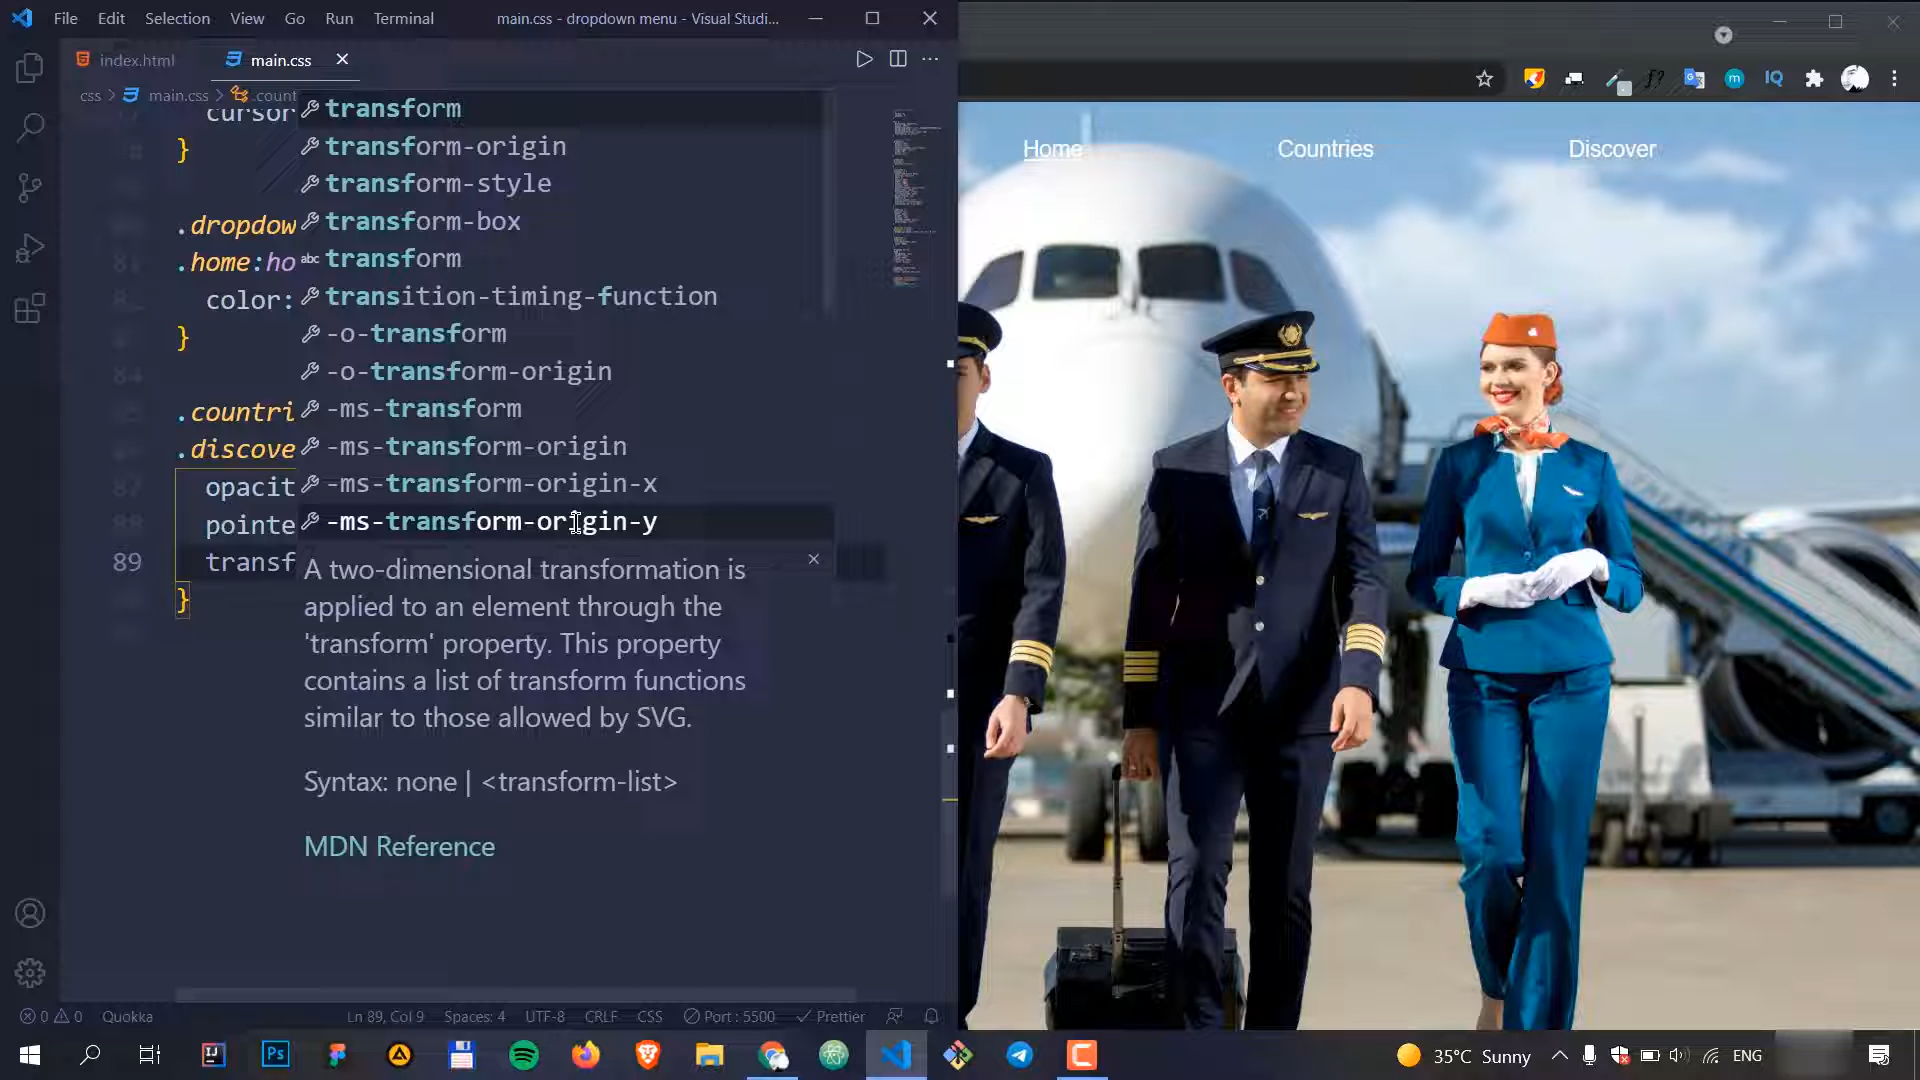 File Edit Selection View Go Run Terminal
main.css - dropdown menu - Visual Studi...
index.html
main.css
css > main.css > .count
cursor
}
.dropdow
.home:ho
color:
}
.countri
.discove
opacit
pointe
89 transf
}
transform
transform-origin
transform-style
transform-box
abc transform
transition-timing-function
-o-transform
-o-transform-origin
-ms-transform
-ms-transform-origin
-ms-transform-origin-x
-ms-transform-origin-y
A two-dimensional transformation is
applied to an element through the
'transform' property. This property
contains a list of transform functions
similar to those allowed by SVG.
Syntax: none | <transform-list>
MDN Reference
0 0 Quokka Ln 89, Col 9 Spaces: 4 UTF-8 CRLF CSS Port : 5500 Prettier
Home Countries Discover
35°C Sunny ENG